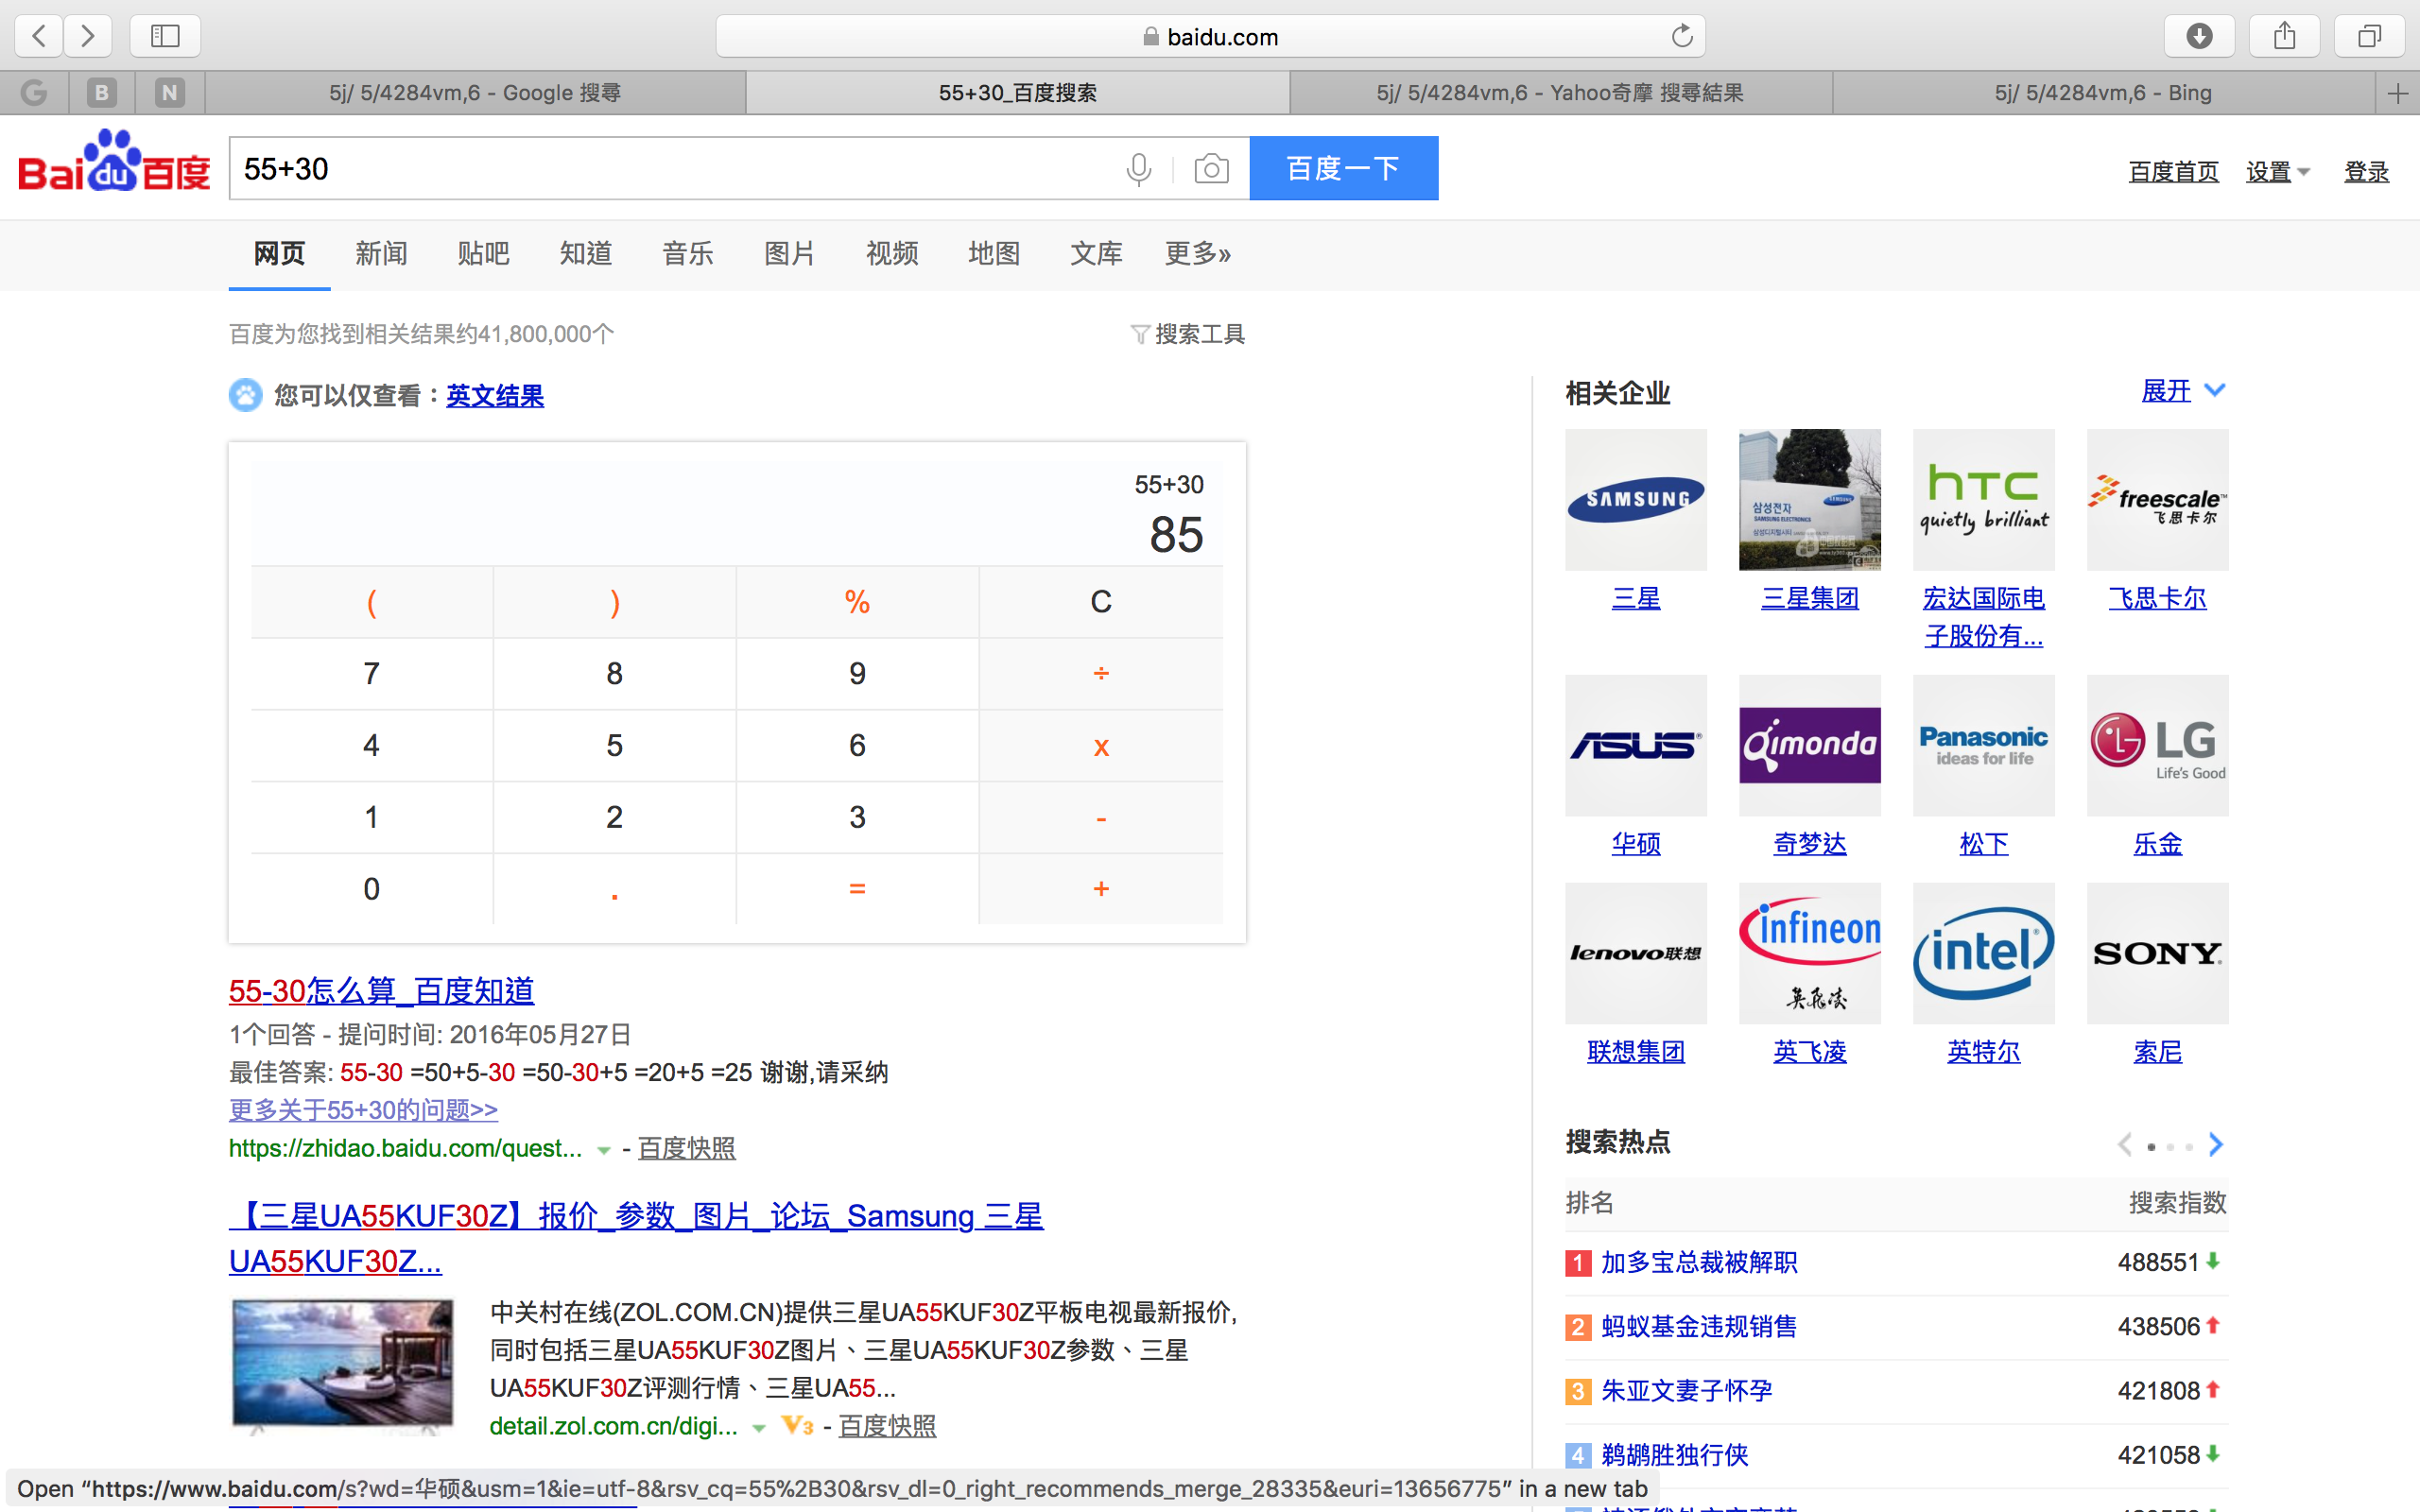 baidu.com
G
B
N
5j/ 5/4284vm,6 - Google 搜尋
55+30_百度搜索
5j/ 5/4284vm,6 - Yahoo奇摩 搜尋結果
5j/ 5/4284vm,6 - Bing
Bai du 百度
55+30
百度一下
百度首页 设置 登录
网页 新闻 贴吧 知道 音乐 图片 视频 地图 文库 更多»
百度为您找到相关结果约41,800,000个
搜索工具
您可以仅查看：英文结果
55+30
85
( ) % C
7 8 9 ÷
4 5 6 x
1 2 3 -
0 . = +
55-30怎么算_百度知道
1个回答 - 提问时间: 2016年05月27日
最佳答案: 55-30 =50+5-30 =50-30+5 =20+5 =25 谢谢,请采纳
更多关于55+30的问题>>
https://zhidao.baidu.com/quest... - 百度快照
【三星UA55KUF30Z】报价_参数_图片_论坛_Samsung 三星
UA55KUF30Z...
中关村在线(ZOL.COM.CN)提供三星UA55KUF30Z平板电视最新报价,
同时包括三星UA55KUF30Z图片、三星UA55KUF30Z参数、三星
UA55KUF30Z评测行情、三星UA55...
detail.zol.com.cn/digi... V3 - 百度快照
相关企业
展开
SAMSUNG
삼성전자
SAMSUNG
SAMSUNG ELECTRONICS
hTC
quietly brilliant
freescale™
飞思卡尔
三星 三星集团 宏达国际电 飞思卡尔
子股份有...
ASUS®
Qimonda
Panasonic
ideas for life
LG
Life's Good
华硕 奇梦达 松下 乐金
lenovo联想
infineon
英飞凌
intel®
SONY
联想集团 英飞凌 英特尔 索尼
搜索热点
排名 搜索指数
1 加多宝总裁被解职 488551
2 蚂蚁基金违规销售 438506
3 朱亚文妻子怀孕 421808
4 鹈鹕胜独行侠 421058
Open “https://www.baidu.com/s?wd=华硕&usm=1&ie=utf-8&rsv_cq=55%2B30&rsv_dl=0_right_recommends_merge_28335&euri=13656775” in a new tab